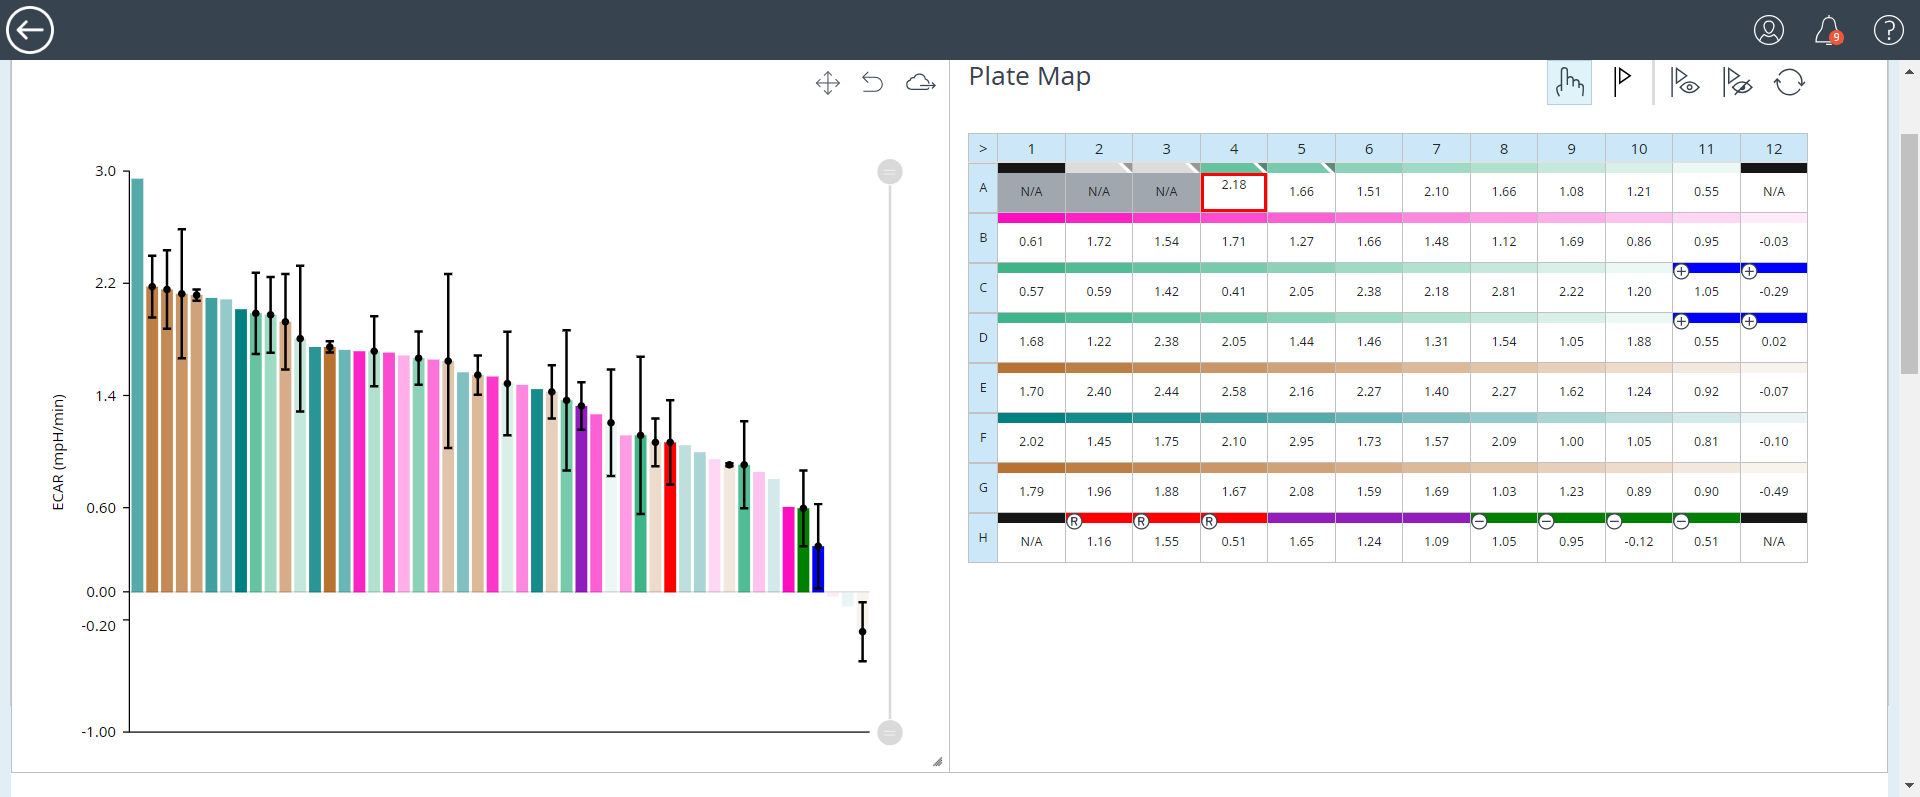 9 ?
Plate Map
3.0
2.2
1.4
0.60
0.00
-0.20
-1.00
ECAR (mpH/min)
> 1 2 3 4 5 6 7 8 9 10 11 12
A N/A N/A N/A 2.18 1.66 1.51 2.10 1.66 1.08 1.21 0.55 N/A
B 0.61 1.72 1.54 1.71 1.27 1.66 1.48 1.12 1.69 0.86 0.95 -0.03
+ +
C 0.57 0.59 1.42 0.41 2.05 2.38 2.18 2.81 2.22 1.20 1.05 -0.29
+ +
D 1.68 1.22 2.38 2.05 1.44 1.46 1.31 1.54 1.05 1.88 0.55 0.02
E 1.70 2.40 2.44 2.58 2.16 2.27 1.40 2.27 1.62 1.24 0.92 -0.07
F 2.02 1.45 1.75 2.10 2.95 1.73 1.57 2.09 1.00 1.05 0.81 -0.10
G 1.79 1.96 1.88 1.67 2.08 1.59 1.69 1.03 1.23 0.89 0.90 -0.49
R R R − − − −
H N/A 1.16 1.55 0.51 1.65 1.24 1.09 1.05 0.95 -0.12 0.51 N/A